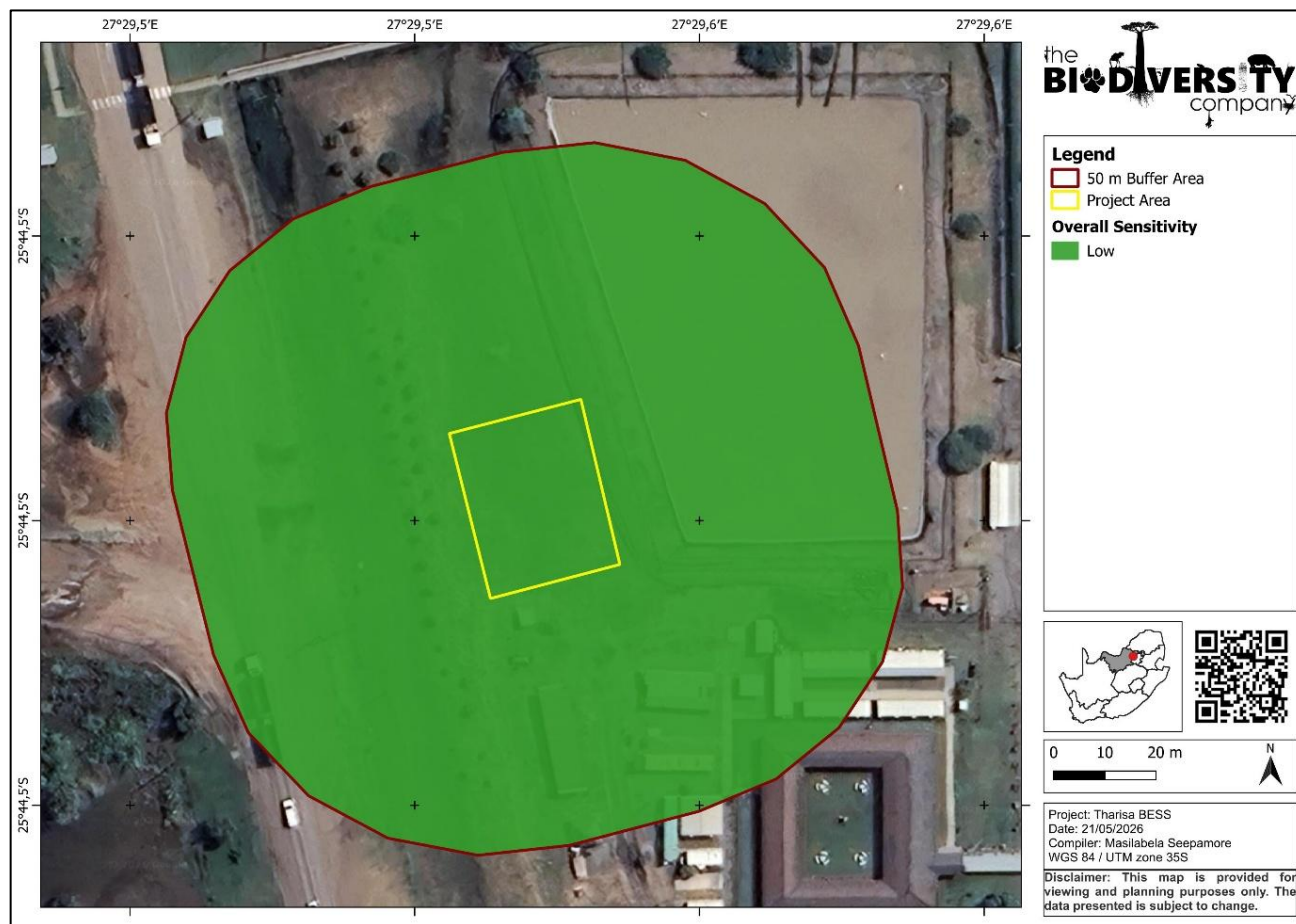 27°29,5′E 27°29,5′E 27°29,6′E 27°29,6′E
25°44,5′S
25°44,5′S
25°44,5′S
the
BIODIVERSITY
company
Legend
50 m Buffer Area
Project Area
Overall Sensitivity
Low
0 10 20 m
N
Project: Tharisa BESS
Date: 21/05/2026
Compiler: Masilabela Seepamore
WGS 84 / UTM zone 35S
Disclaimer: This map is provided for
viewing and planning purposes only. The
data presented is subject to change.